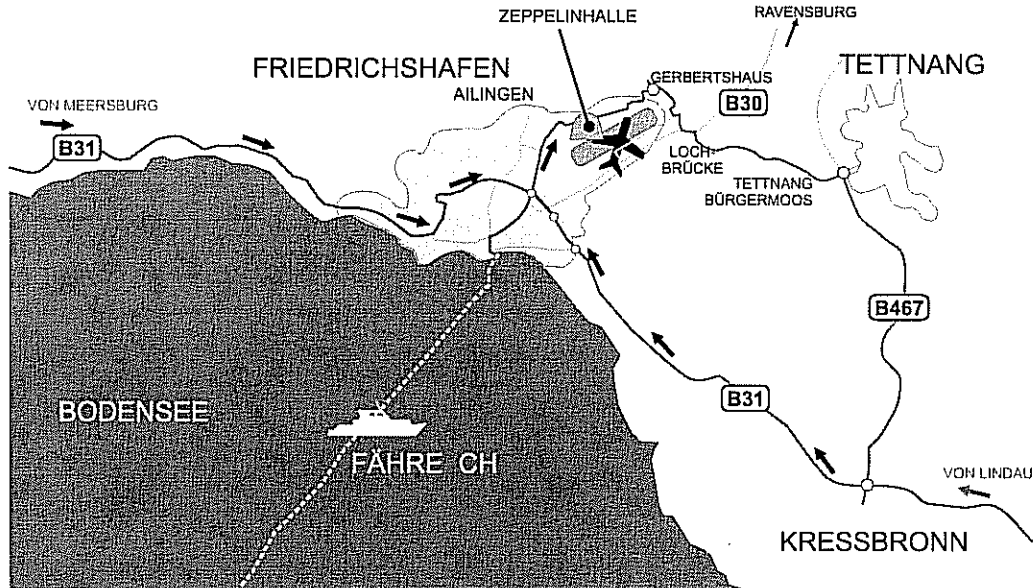 ZEPPELINHALLE
RAVENSBURG
FRIEDRICHSHAFEN
AILINGEN
GERBERTSHAUS
TETTNANG
B30
VON MEERSBURG
B31
LOCH-
BRÜCKE
TETTNANG
BÜRGERMOOS
B467
BODENSEE
B31
FÄHRE CH
VON LINDAU
KRESSBRONN